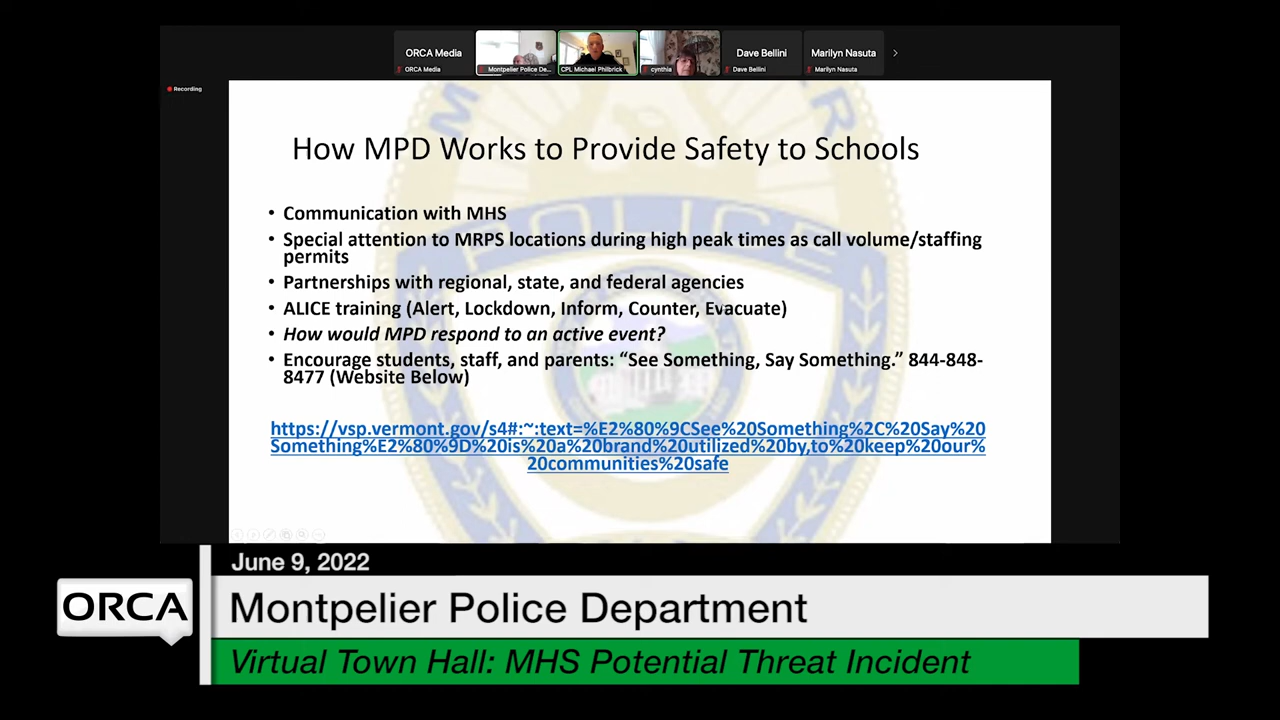 ORCA Media
Dave Bellini
Marilyn Nasuta
ORCA Media
Montpelier Police De...
CPL Michael Philbrick
cynthia
Dave Bellini
Marilyn Nasuta
Recording
How MPD Works to Provide Safety to Schools
• Communication with MHS
• Special attention to MRPS locations during high peak times as call volume/staffing
permits
• Partnerships with regional, state, and federal agencies
• ALICE training (Alert, Lockdown, Inform, Counter, Evacuate)
• How would MPD respond to an active event?
• Encourage students, staff, and parents: “See Something, Say Something.” 844-848-
8477 (Website Below)
https://vsp.vermont.gov/s4#:~:text=%E2%80%9CSee%20Something%2C%20Say%20
Something%E2%80%9D%20is%20a%20brand%20utilized%20by,to%20keep%20our%
20communities%20safe
POLICE
June 9, 2022
ORCA
Montpelier Police Department
Virtual Town Hall: MHS Potential Threat Incident